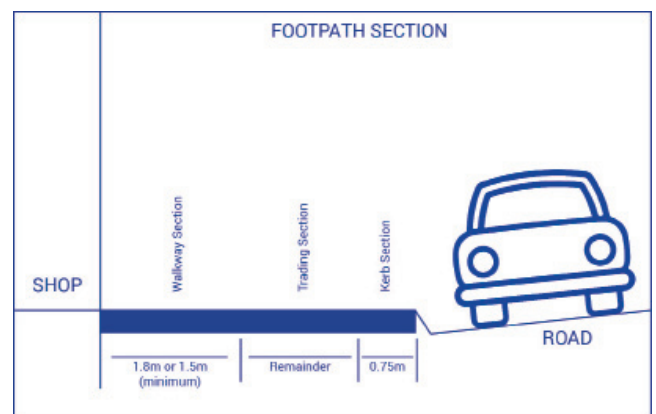 FOOTPATH SECTION
Walkway Section
Trading Section
Kerb Section
SHOP
ROAD
1.8m or 1.5m
(minimum)
Remainder
0.75m